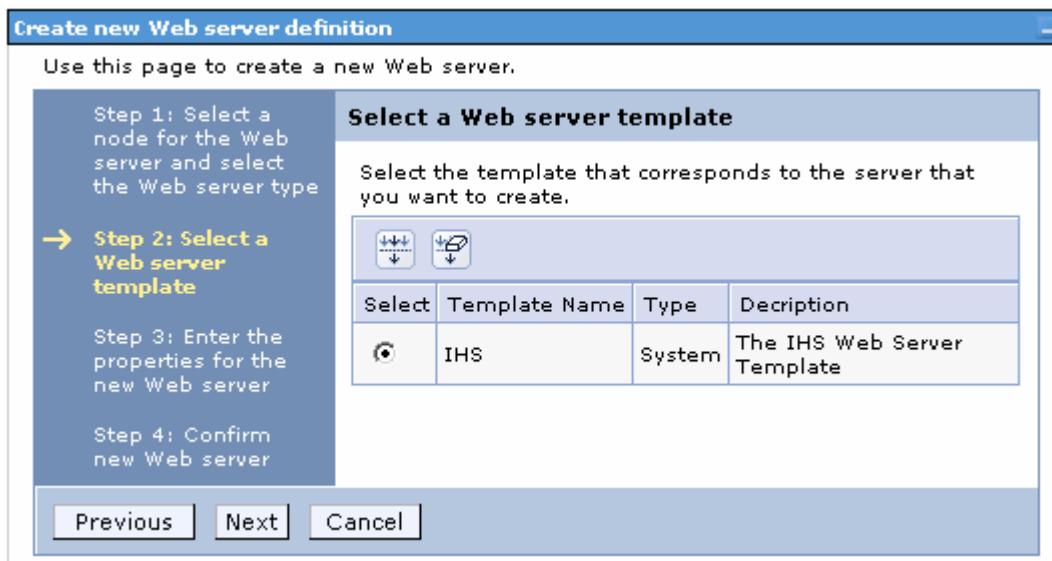 Create new Web server definition
Use this page to create a new Web server.
Step 1: Select a
node for the Web
server and select
the Web server type
Step 2: Select a
Web server
template
Step 3: Enter the
properties for the
new Web server
Step 4: Confirm
new Web server
Select a Web server template
Select the template that corresponds to the server that
you want to create.
Select Template Name Type Decription
IHS System The IHS Web Server
Template
Previous Next Cancel